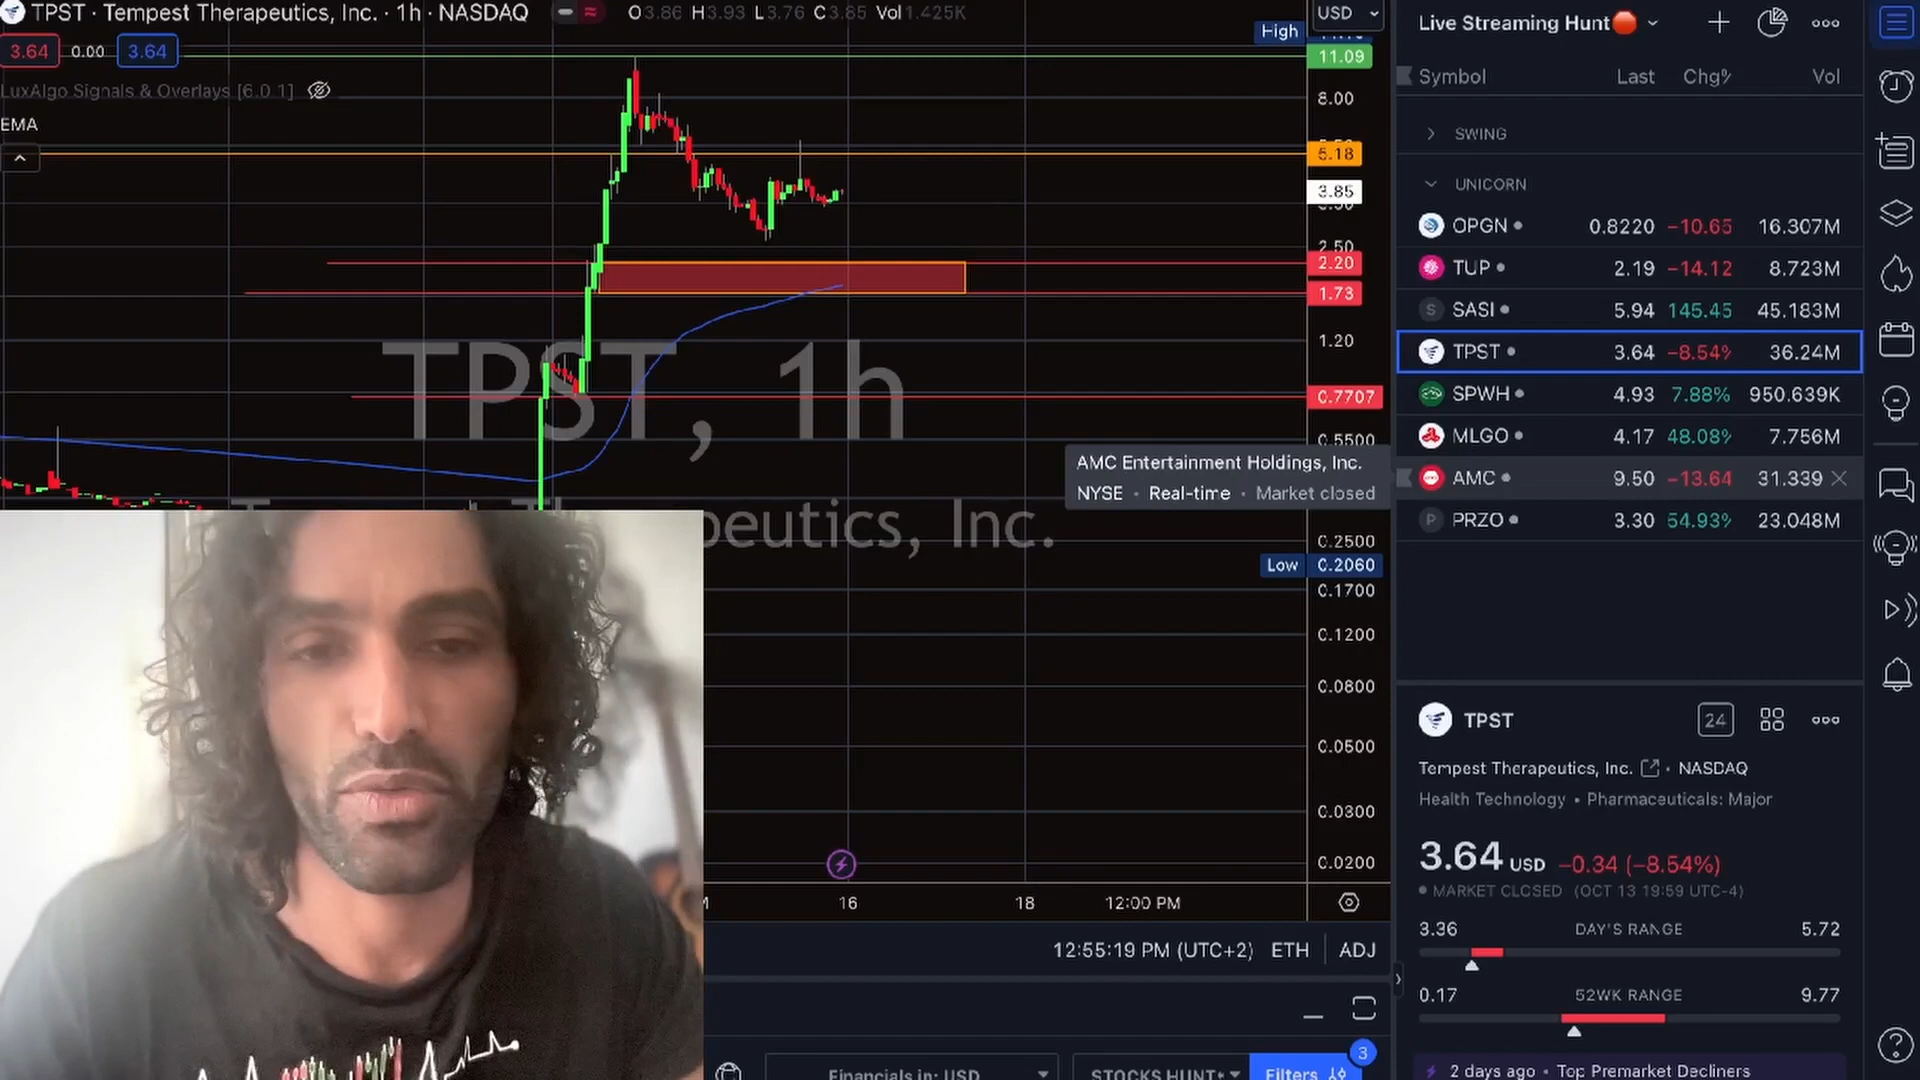 TPST · Tempest Therapeutics, Inc. · 1h · NASDAQ
O3.86 H3.93 L3.76 C3.85 Vol1.425K
3.64 0.00 3.64
LuxAlgo Signals & Overlays [6.0.1]
EMA
USD
High
11.09
8.00
5.18
3.85
2.50
2.20
1.73
1.20
0.7707
0.5500
0.2500
Low 0.2060
0.1700
0.1200
0.0800
0.0500
0.0300
0.0200
TPST, 1h
peutics, Inc.
AMC Entertainment Holdings, Inc.
NYSE · Real-time · Market closed
16 18 12:00 PM
12:55:19 PM (UTC+2) ETH ADJ
Financials in: USD
STOCKS HUNT
Filters
3
Live Streaming Hunt
Symbol Last Chg% Vol
SWING
UNICORN
OPGN 0.8220 −10.65 16.307M
TUP 2.19 −14.12 8.723M
S SASI 5.94 145.45 45.183M
TPST 3.64 −8.54% 36.24M
SPWH 4.93 7.88% 950.639K
MLGO 4.17 48.08% 7.756M
AMC 9.50 −13.64 31.339
P PRZO 3.30 54.93% 23.048M
TPST
24
Tempest Therapeutics, Inc. · NASDAQ
Health Technology • Pharmaceuticals: Major
3.64 USD −0.34 (−8.54%)
MARKET CLOSED (OCT 13 19:59 UTC-4)
3.36 DAY'S RANGE 5.72
0.17 52WK RANGE 9.77
2 days ago • Top Premarket Decliners